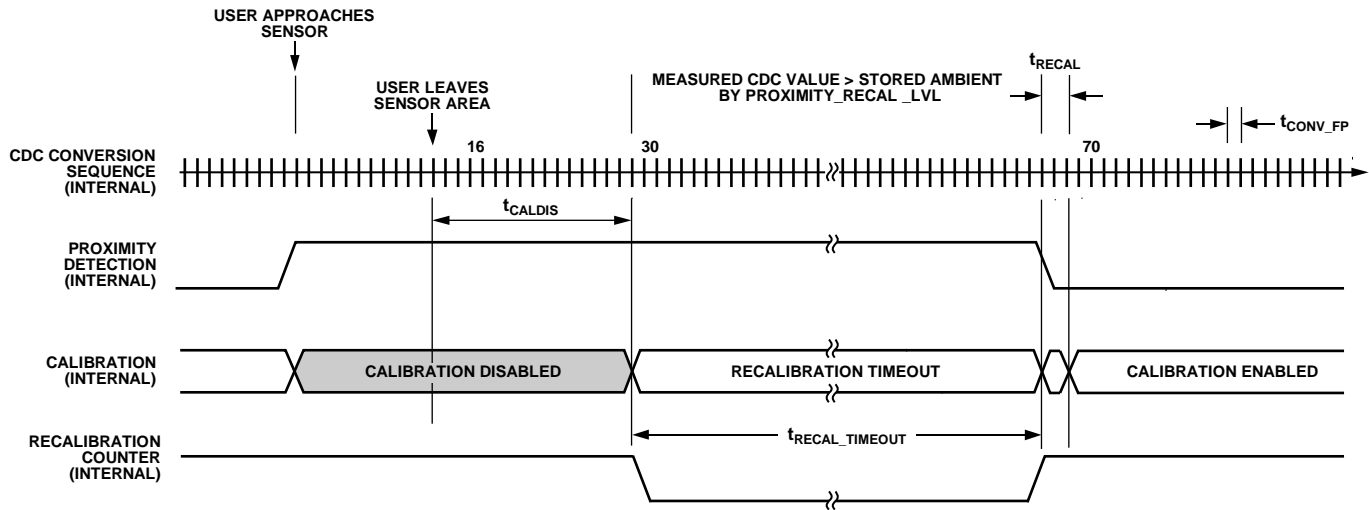 USER APPROACHES
SENSOR
USER LEAVES
SENSOR AREA
MEASURED CDC VALUE > STORED AMBIENT
BY PROXIMITY_RECAL _LVL
tRECAL
tCONV_FP
CDC CONVERSION
SEQUENCE
(INTERNAL)
16
30
70
tCALDIS
PROXIMITY
DETECTION
(INTERNAL)
CALIBRATION
(INTERNAL)
CALIBRATION DISABLED
RECALIBRATION TIMEOUT
CALIBRATION ENABLED
tRECAL_TIMEOUT
RECALIBRATION
COUNTER
(INTERNAL)